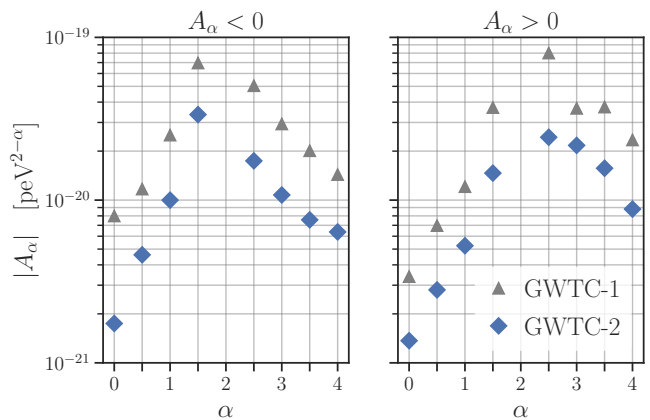 A_α < 0
A_α > 0
|A_α| [peV^{2−α}]
10^{−19}
10^{−20}
10^{−21}
0 1 2 3 4
0 1 2 3 4
α
α
GWTC-1
GWTC-2